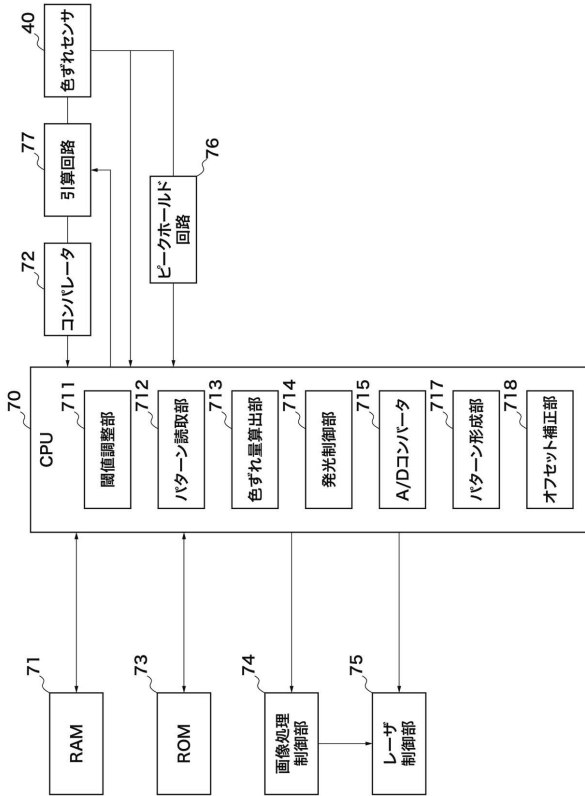 40
色ずれセンサ
77
引算回路
72
コンパレータ
76
ピークホールド
回路
70
CPU
711
閾値調整部
712
パターン読取部
713
色ずれ量算出部
714
発光制御部
715
A/Dコンバータ
717
パターン形成部
718
オフセット補正部
71
RAM
73
ROM
74
画像処理
制御部
75
レーザ
制御部